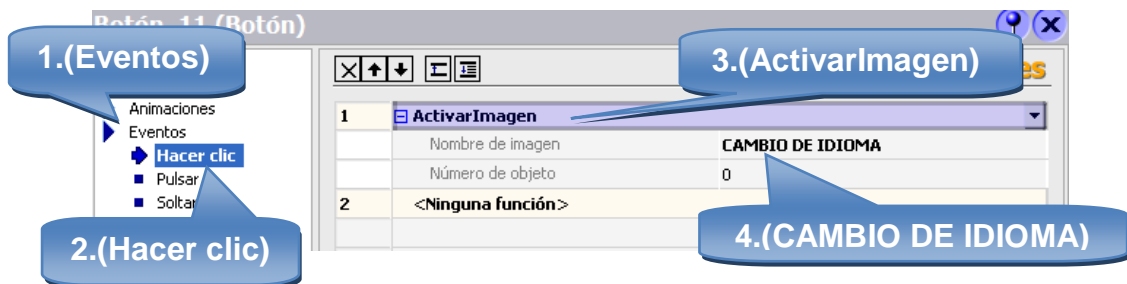 Botón_11 (Botón)
1.(Eventos)
3.(ActivarImagen)
es
Animaciones
1 ActivarImagen
Eventos
Hacer clic
Nombre de imagen CAMBIO DE IDIOMA
Pulsar
Número de objeto 0
Soltar
2 <Ninguna función>
2.(Hacer clic)
4.(CAMBIO DE IDIOMA)